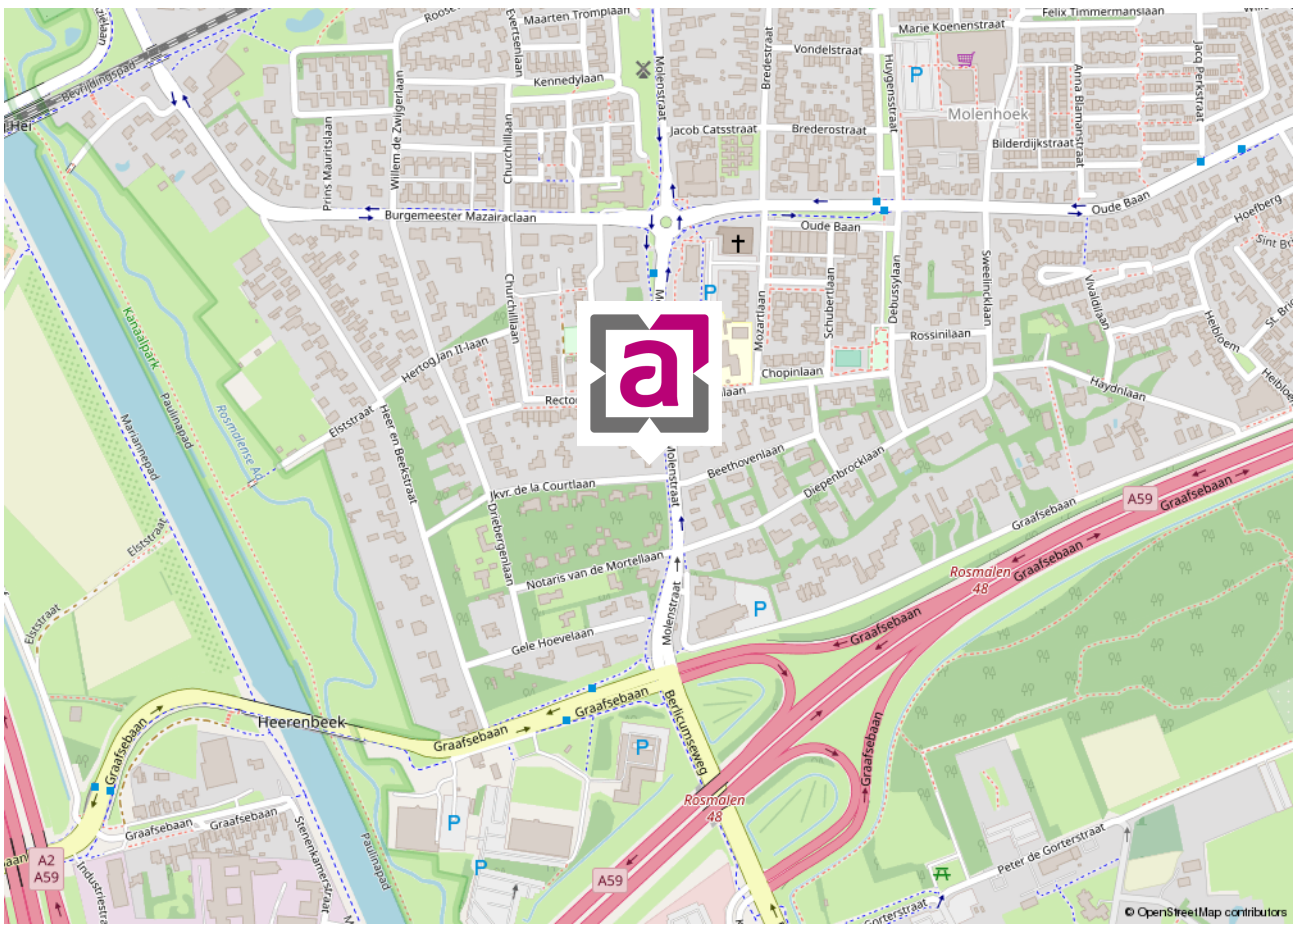 Maarten Tromplaan
Evertsenlaan
Felix Timmermanslaan
Marie Koenenstraat
Vondelstraat
Bredestraat
Molenstraat
Huygensstraat
Jacq Perkstraat
P
Bevrijdingspad
Kennedylaan
Willem de Zwijgerlaan
Anna Blamanstraat
Molenhoek
Hei
Prins Mauritslaan
Churchilllaan
Jacob Catsstraat
Brederostraat
Bilderdijkstraat
Burgemeester Mazairaclaan
Oude Baan
Oude Baan
Hoefberg
Churchilllaan
Mozartlaan
Schubertlaan
Debussylaan
Sweelincklaan
Vivaldilaan
Heibloem
P
Kanaalpark
Hertog Jan II-laan
a
Rossinilaan
Chopinlaan
laan
Haydnlaan
Paulinapad
Mariannepad
Rosmalense Ad
Elststraat
Heer en Beekstraat
Molenstraat
Beethovenlaan
Diepenbrocklaan
Jkvr. de la Courtlaan
Driebergenlaan
A59
Graafsebaan
Graafsebaan
Elststraat
Notaris van de Mortellaan
Graafsebaan
Rosmalen
48
Elststraat
Molenstraat
P
Gele Hoevelaan
Graafsebaan
Heerenbeek
Graafsebaan
Graafsebaan
Graafsebaan
Berlicumseweg
Graafsebaan
P
Rosmalen
48
Graafsebaan
Graafsebaan
P
Stenenkamerstraat
Paulinapad
Peter de Gorterstraat
A2
A59
P
A59
Gorterstraat
© OpenStreetMap contributors